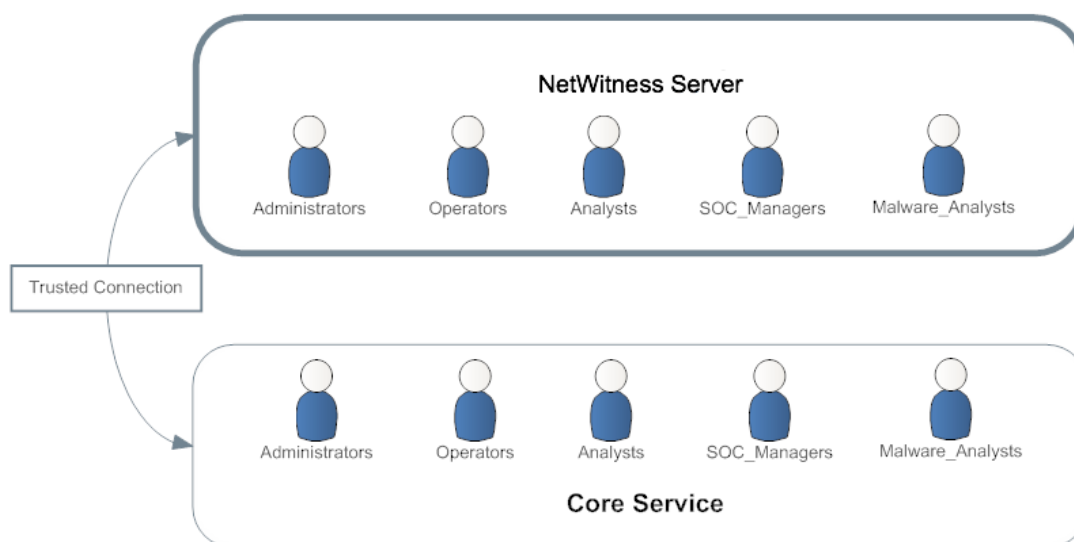 NetWitness Server
Administrators Operators Analysts SOC_Managers Malware_Analysts
Trusted Connection
Administrators Operators Analysts SOC_Managers Malware_Analysts
Core Service